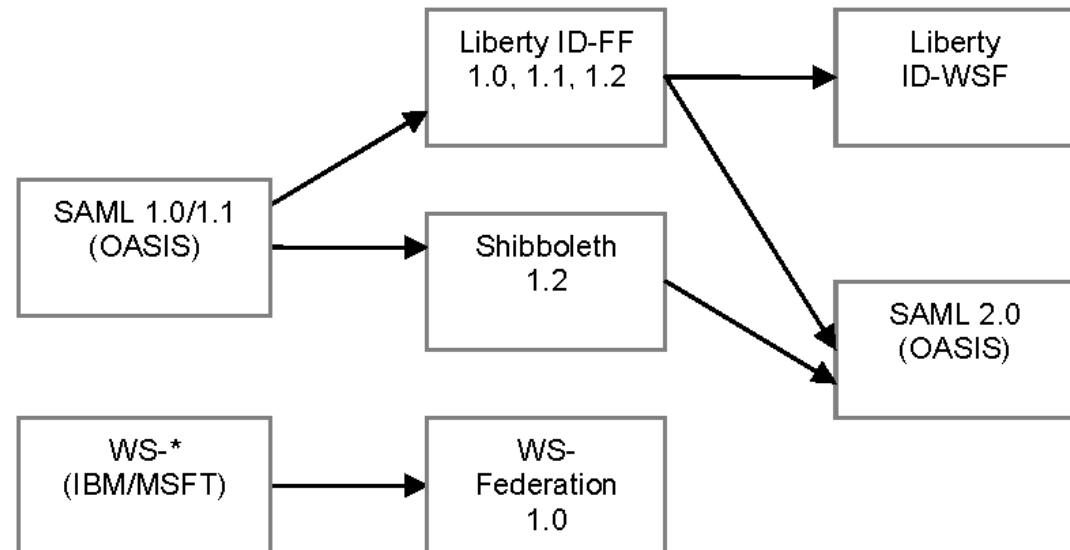 Liberty ID-FF
1.0, 1.1, 1.2
Liberty
ID-WSF
SAML 1.0/1.1
(OASIS)
Shibboleth
1.2
SAML 2.0
(OASIS)
WS-*
(IBM/MSFT)
WS-
Federation
1.0